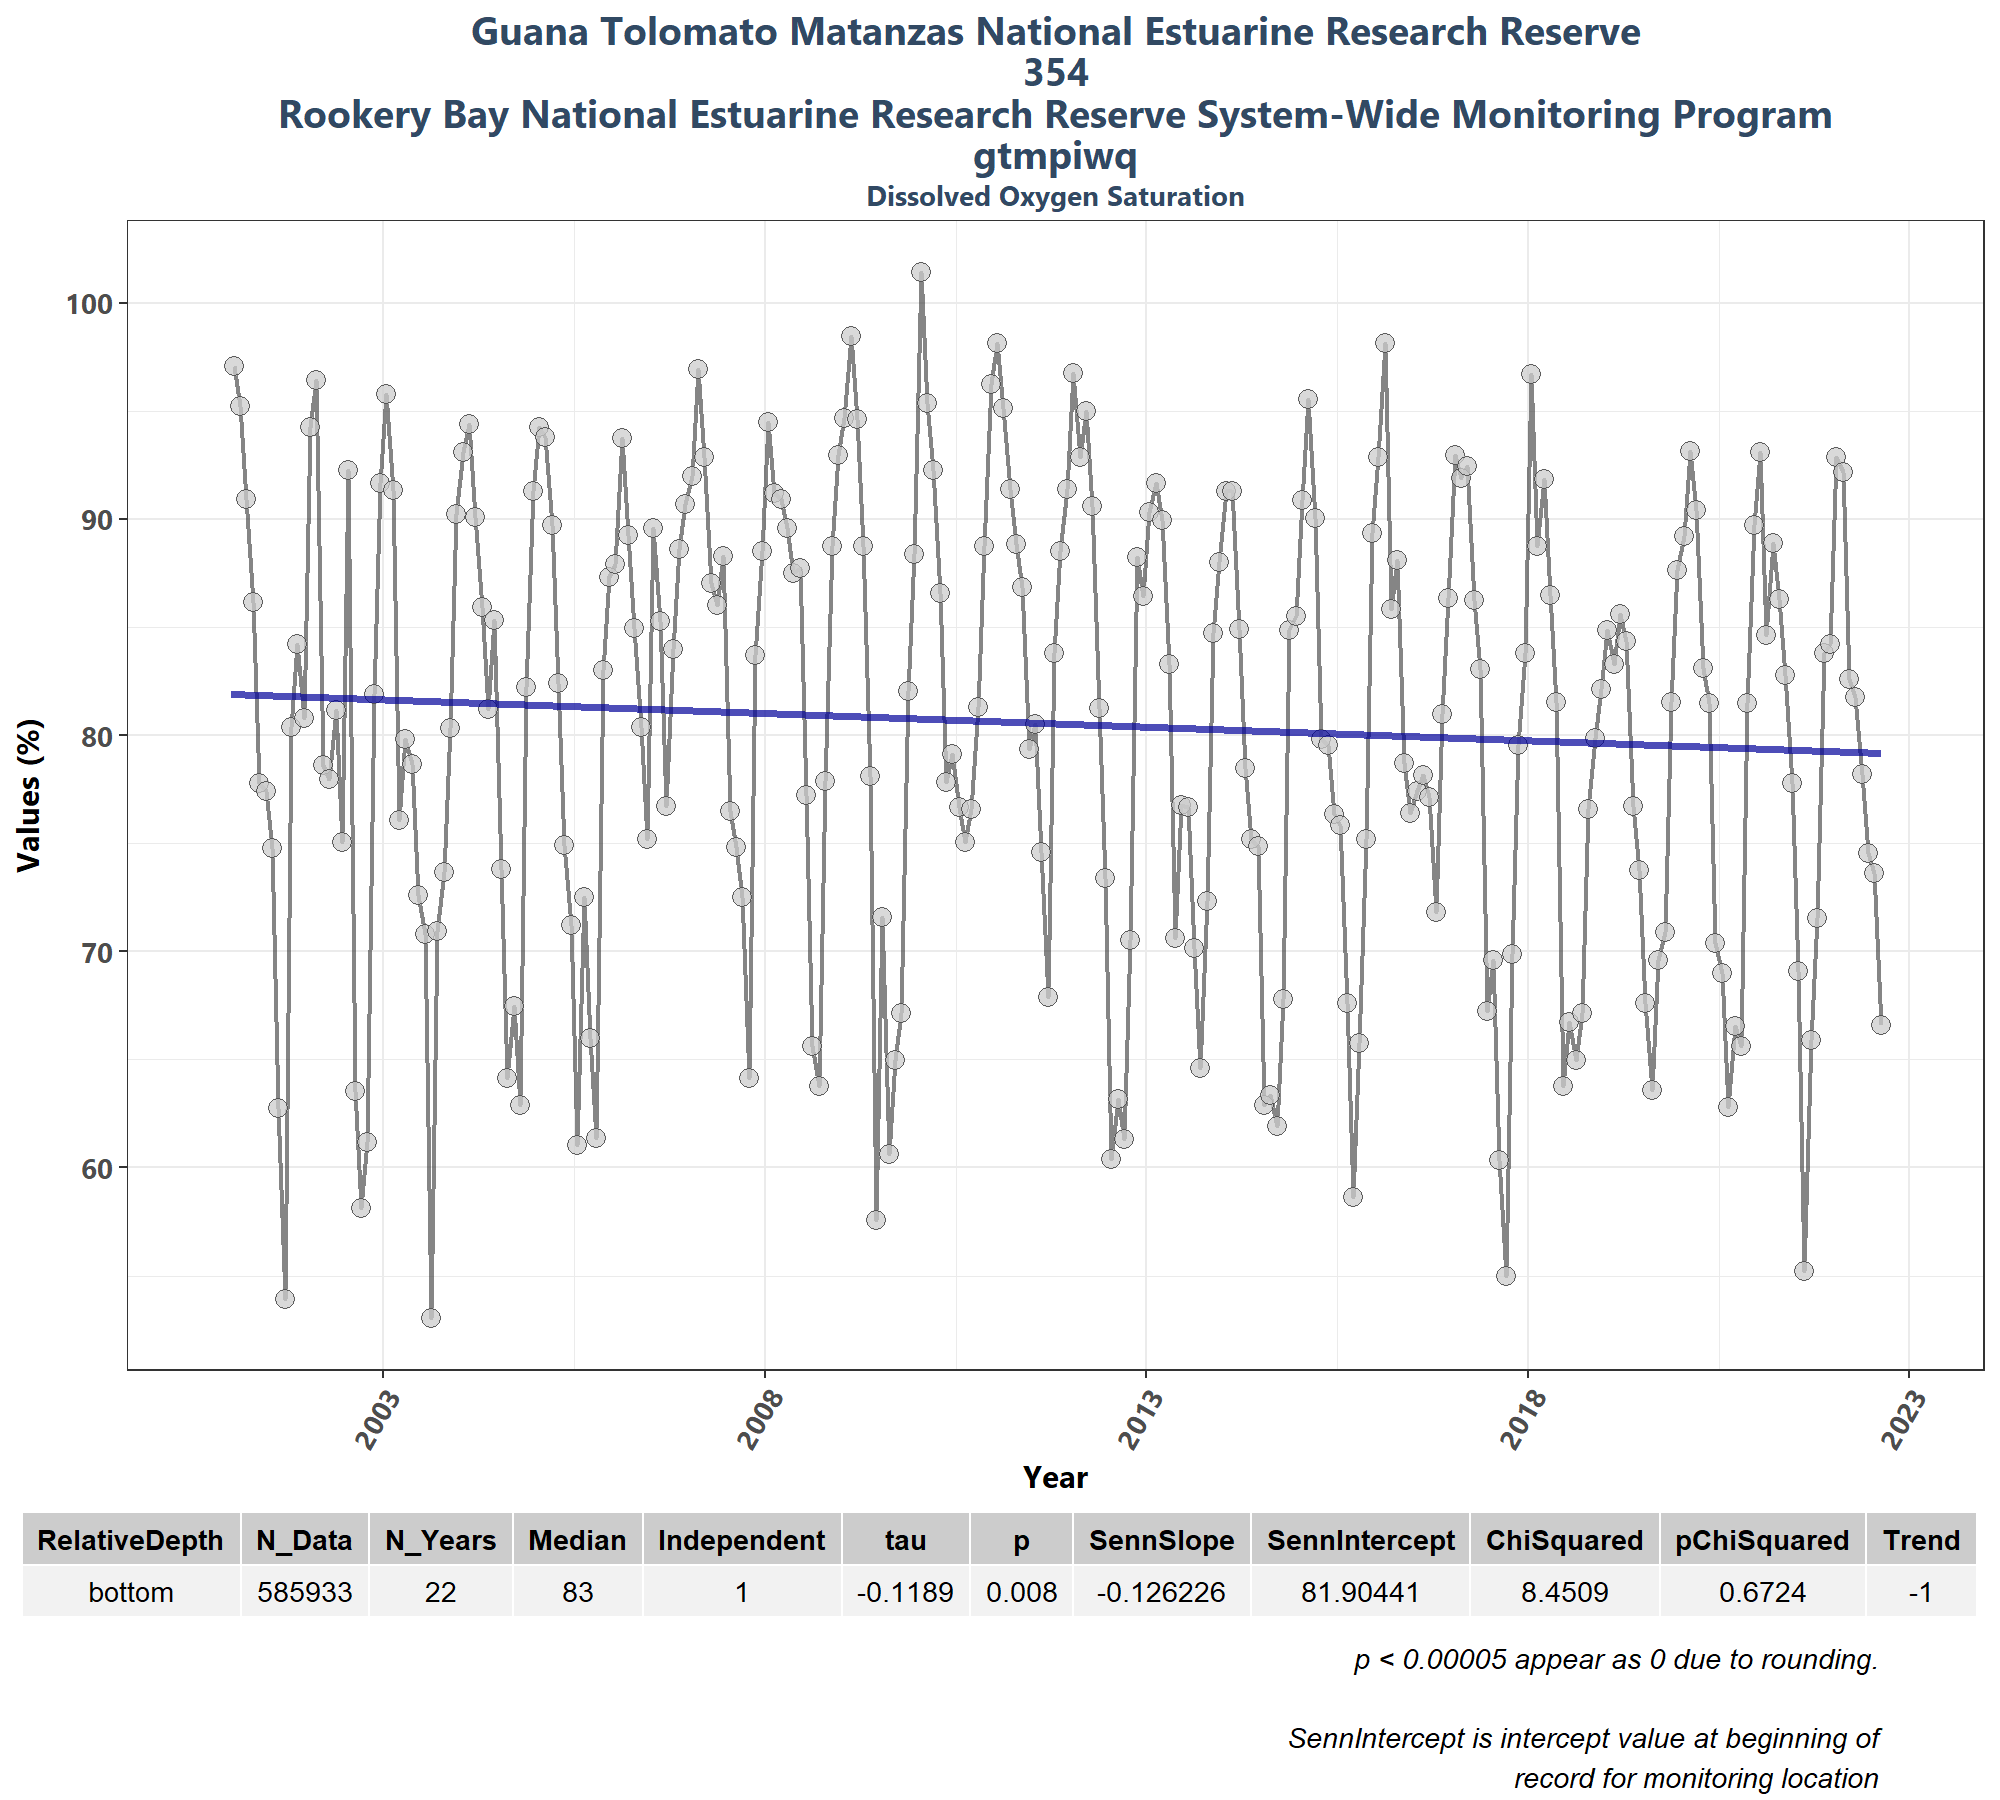 Guana Tolomato Matanzas National Estuarine Research Reserve
354
Rookery Bay National Estuarine Research Reserve System-Wide Monitoring Program
gtmpiwq
Dissolved Oxygen Saturation
Values (%)
100
90
80
70
60
2003
2008
2013
2018
2023
Year
RelativeDepth N_Data N_Years Median Independent tau p SennSlope SennIntercept ChiSquared pChiSquared Trend
bottom 585933 22 83 1 -0.1189 0.008 -0.126226 81.90441 8.4509 0.6724 -1
p < 0.00005 appear as 0 due to rounding.
SennIntercept is intercept value at beginning of
record for monitoring location